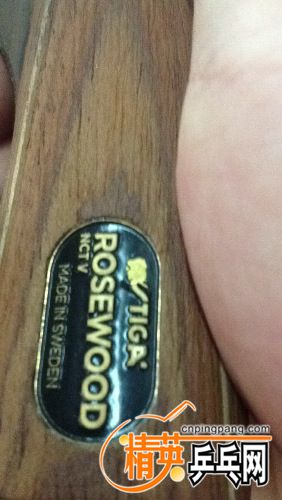 STIGA
ROSEWOOD
NCT V
MADE IN SWEDEN
cnpingpang.com
精英乒乓网